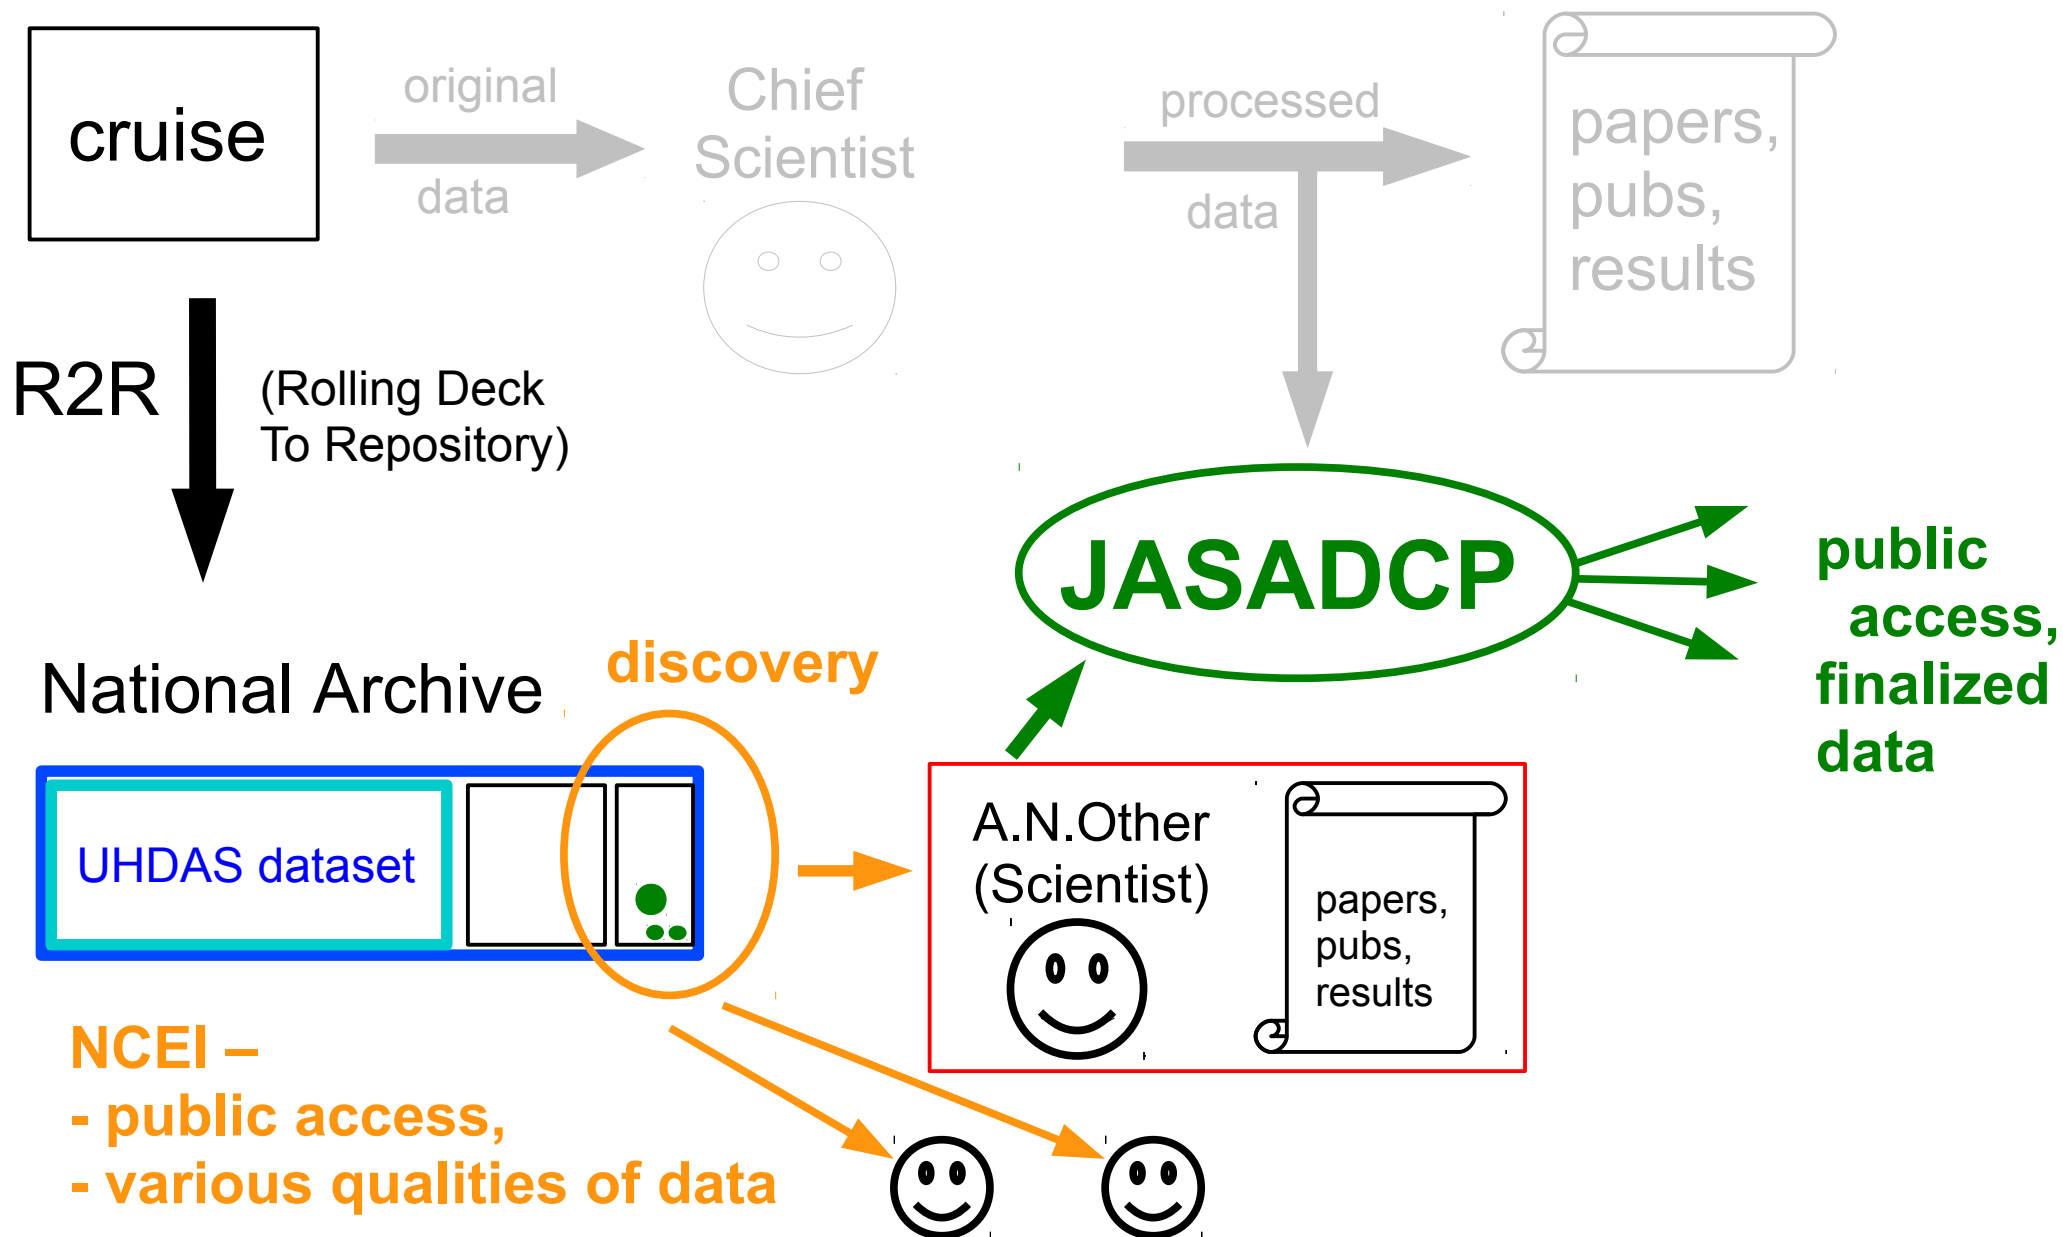 cruise
original
data
Chief
Scientist
processed
data
papers,
pubs,
results
R2R
(Rolling Deck
To Repository)
JASADCP
public
access,
finalized
data
National Archive
discovery
UHDAS dataset
A.N.Other
(Scientist)
papers,
pubs,
results
NCEI –
- public access,
- various qualities of data